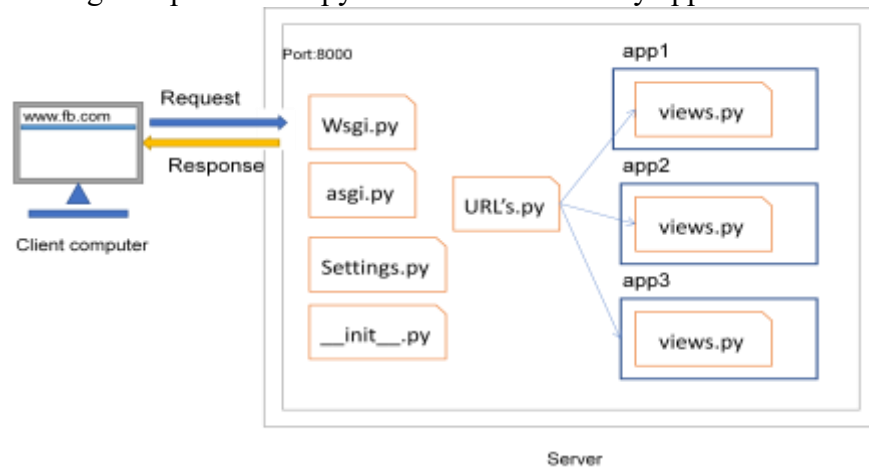 Port:8000
app1
Request
www.fb.com
Wsgi.py
views.py
Response
asgi.py
URL's.py
app2
views.py
Client computer
Settings.py
app3
__init__.py
views.py
Server